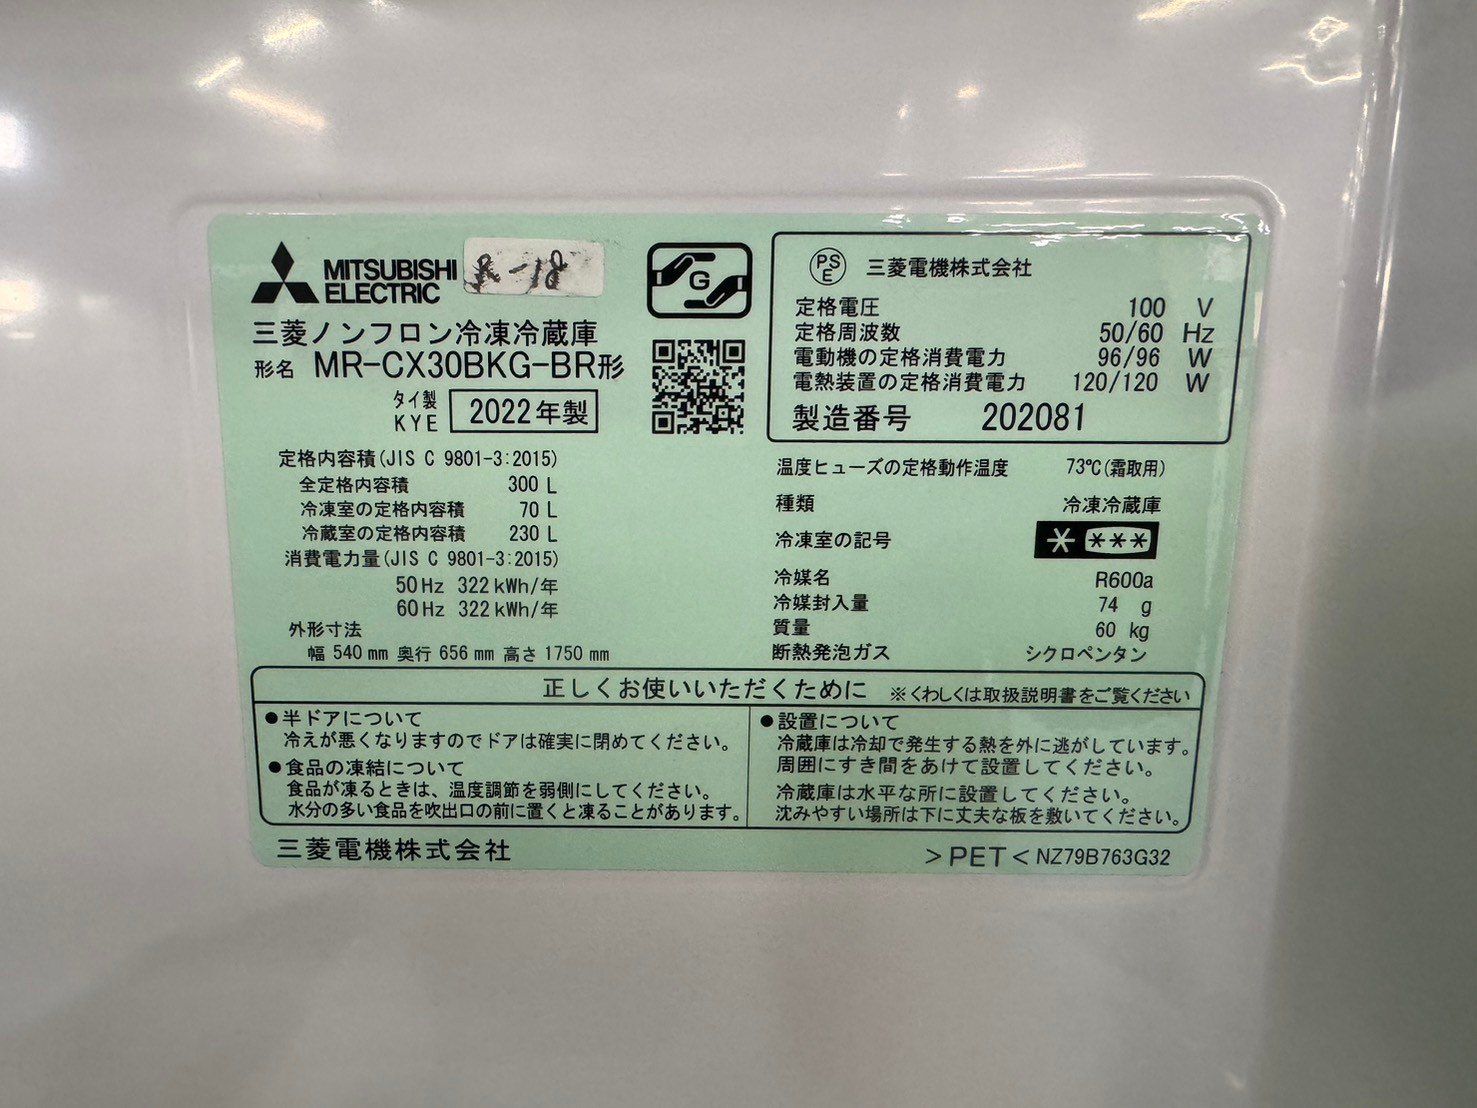 MITSUBISHI
ELECTRIC
R-18
三菱ノンフロン冷凍冷蔵庫
形名 MR-CX30BKG-BR形
タイ製
KYE
2022年製
定格内容積(JIS C 9801-3:2015)
全定格内容積 300 L
冷凍室の定格内容積 70 L
冷蔵室の定格内容積 230 L
消費電力量(JIS C 9801-3:2015)
50Hz 322kWh/年
60Hz 322kWh/年
外形寸法
幅 540 mm 奥行 656 mm 高さ 1750 mm
G
PS
E
三菱電機株式会社
定格電圧 100 V
定格周波数 50/60 Hz
電動機の定格消費電力 96/96 W
電熱装置の定格消費電力 120/120 W
製造番号 202081
温度ヒューズの定格動作温度 73℃(霜取用)
種類 冷凍冷蔵庫
冷凍室の記号 * ***
冷媒名 R600a
冷媒封入量 74 g
質量 60 kg
断熱発泡ガス シクロペンタン
正しくお使いいただくために ※くわしくは取扱説明書をご覧ください
●半ドアについて
冷えが悪くなりますのでドアは確実に閉めてください。
●食品の凍結について
食品が凍るときは、温度調節を弱側にしてください。
水分の多い食品を吹出口の前に置くと凍ることがあります。
●設置について
冷蔵庫は冷却で発生する熱を外に逃がしています。
周囲にすき間をあけて設置してください。
冷蔵庫は水平な所に設置してください。
沈みやすい場所は下に丈夫な板を敷いてください。
三菱電機株式会社
>PET< NZ79B763G32